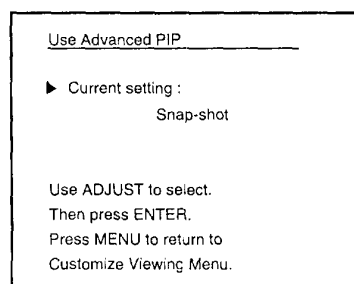 Use Advanced PIP
▶ Current setting :
Snap-shot
Use ADJUST to select.
Then press ENTER.
Press MENU to return to
Customize Viewing Menu.